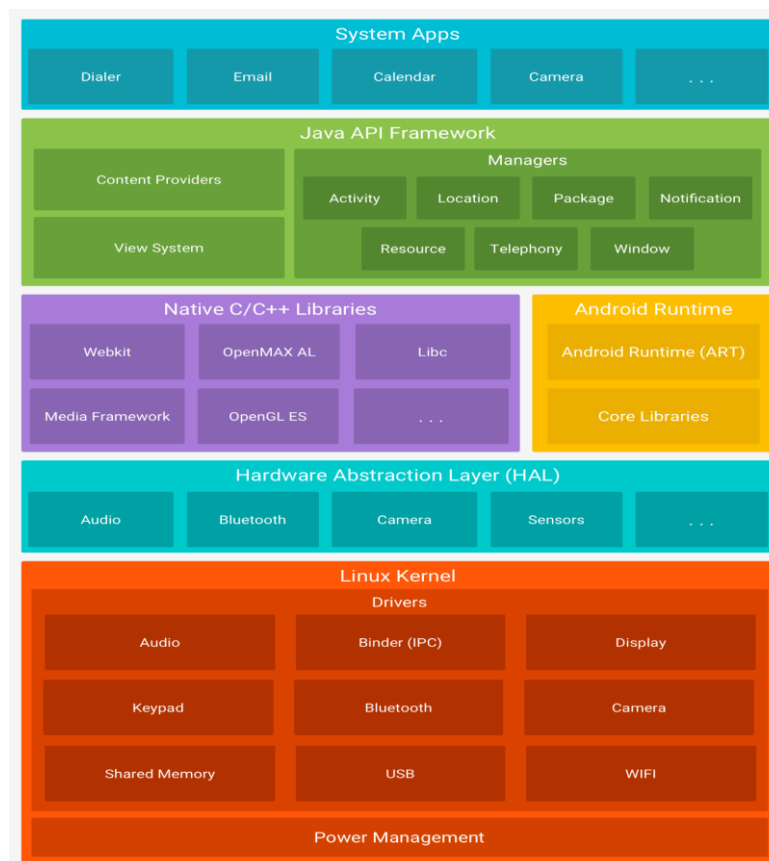 System Apps
Dialer
Email
Calendar
Camera
. . .
Java API Framework
Content Providers
View System
Managers
Activity
Location
Package
Notification
Resource
Telephony
Window
Native C/C++ Libraries
Webkit
OpenMAX AL
Libc
Media Framework
OpenGL ES
. . .
Android Runtime
Android Runtime (ART)
Core Libraries
Hardware Abstraction Layer (HAL)
Audio
Bluetooth
Camera
Sensors
. . .
Linux Kernel
Drivers
Audio
Binder (IPC)
Display
Keypad
Bluetooth
Camera
Shared Memory
USB
WIFI
Power Management